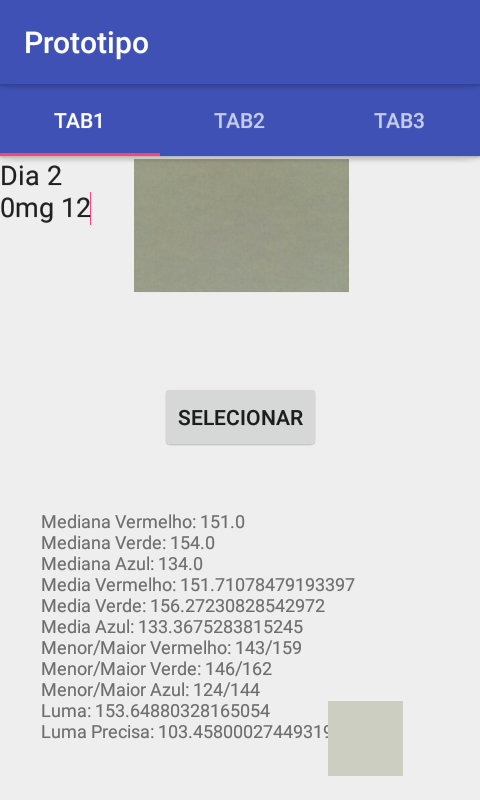 Prototipo
TAB1 TAB2 TAB3
Dia 2
0mg 12
SELECIONAR
Mediana Vermelho: 151.0
Mediana Verde: 154.0
Mediana Azul: 134.0
Media Vermelho: 151.71078479193397
Media Verde: 156.27230828542972
Media Azul: 133.3675283815245
Menor/Maior Vermelho: 143/159
Menor/Maior Verde: 146/162
Menor/Maior Azul: 124/144
Luma: 153.64880328165054
Luma Precisa: 103.45800027449319